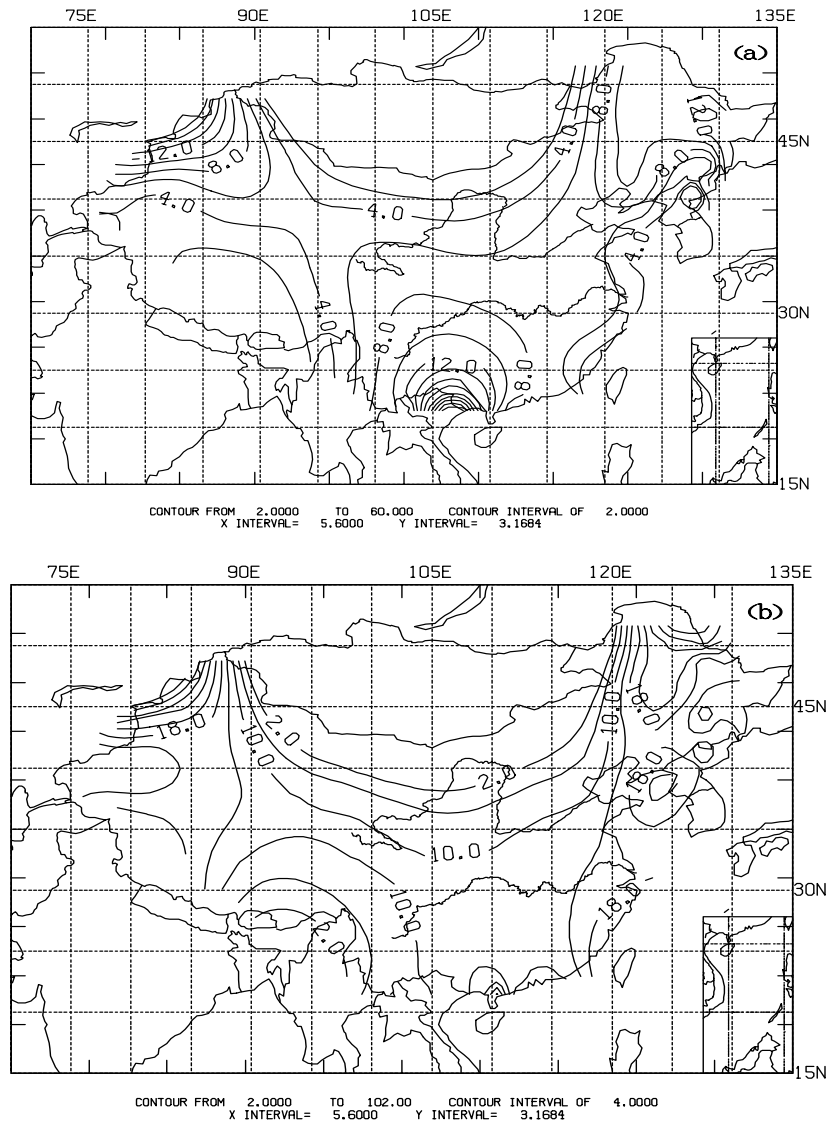 75E 90E 105E 120E 135E
(a)
8.0
12.0
4.0
45N
12.0
8.0
8.0
4.0
4.0
4.0
4.0
30N
8.0
12.0
8.0
15N
CONTOUR FROM 2.0000 TO 60.000 CONTOUR INTERVAL OF 2.0000
X INTERVAL= 5.6000 Y INTERVAL= 3.1684
75E 90E 105E 120E 135E
(b)
10.0
18.0
45N
18.0
10.0
2.0
2.0
18.0
10.0
30N
10.0
18.0
15N
CONTOUR FROM 2.0000 TO 102.00 CONTOUR INTERVAL OF 4.0000
X INTERVAL= 5.6000 Y INTERVAL= 3.1684